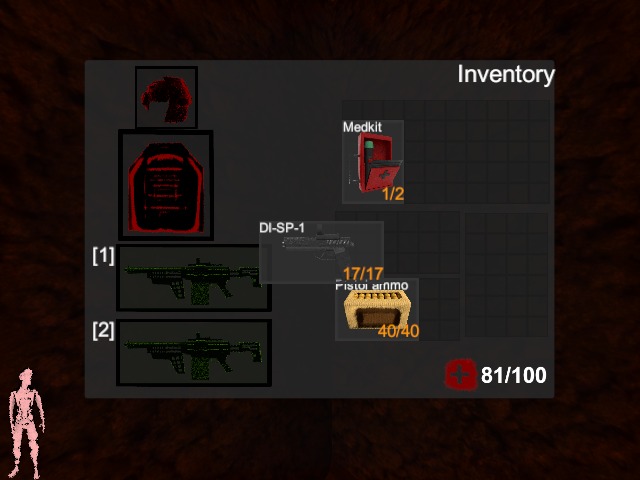 Inventory
Medkit
1/2
DI-SP-1
[1]
17/17
Pistol ammo
40/40
[2]
81/100